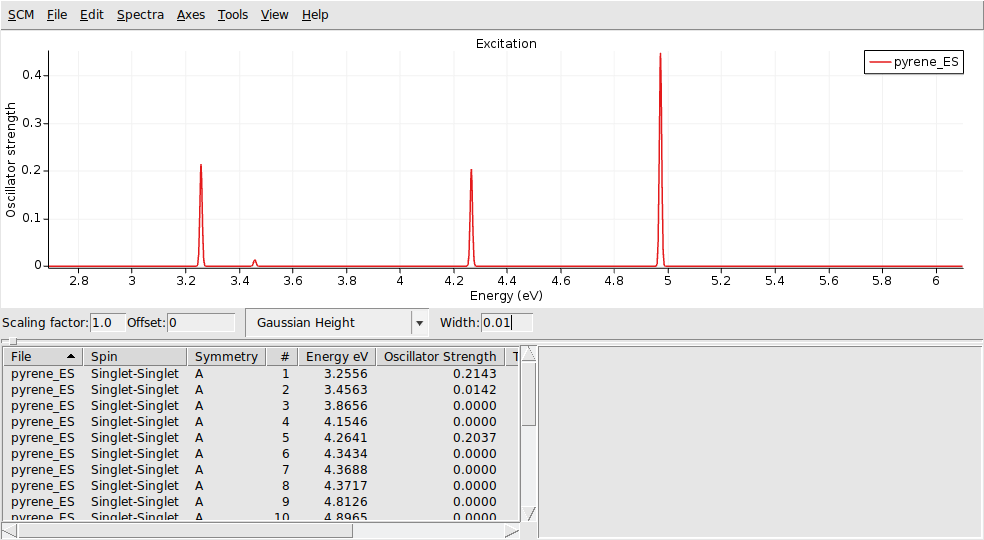 SCM File Edit Spectra Axes Tools View Help
Excitation
pyrene_ES
Oscillator strength
0.4
0.3
0.2
0.1
0
2.8 3 3.2 3.4 3.6 3.8 4 4.2 4.4 4.6 4.8 5 5.2 5.4 5.6 5.8 6
Energy (eV)
Scaling factor: 1.0 Offset: 0 Gaussian Height Width: 0.01
File Spin Symmetry # Energy eV Oscillator Strength T
pyrene_ES Singlet-Singlet A 1 3.2556 0.2143
pyrene_ES Singlet-Singlet A 2 3.4563 0.0142
pyrene_ES Singlet-Singlet A 3 3.8656 0.0000
pyrene_ES Singlet-Singlet A 4 4.1546 0.0000
pyrene_ES Singlet-Singlet A 5 4.2641 0.2037
pyrene_ES Singlet-Singlet A 6 4.3434 0.0000
pyrene_ES Singlet-Singlet A 7 4.3688 0.0000
pyrene_ES Singlet-Singlet A 8 4.3717 0.0000
pyrene_ES Singlet-Singlet A 9 4.8126 0.0000
pyrene_ES Singlet-Singlet A 10 4.8965 0.0000